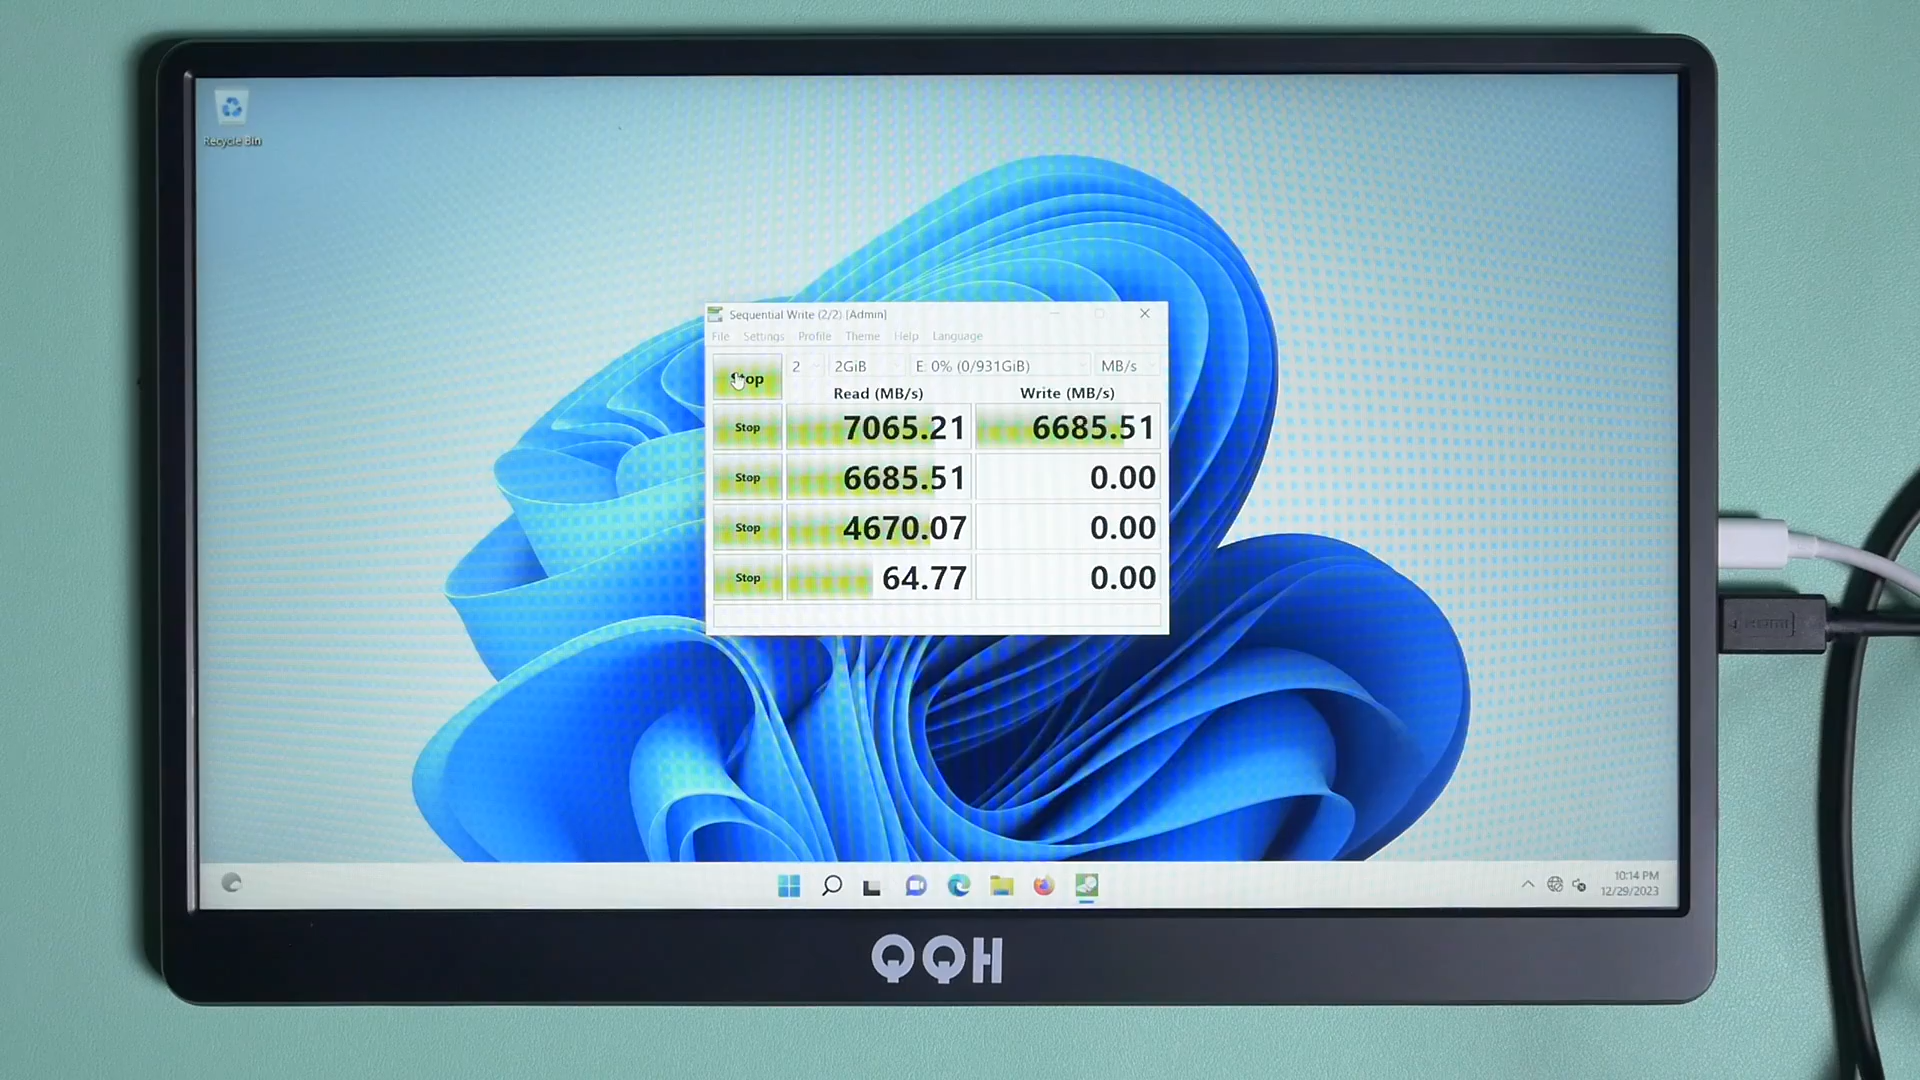 Recycle Bin
Sequential Write (2/2) [Admin]
File Settings Profile Theme Help Language
Stop 2 2GiB E: 0% (0/931GiB) MB/s
Read (MB/s) Write (MB/s)
Stop 7065.21 6685.51
Stop 6685.51 0.00
Stop 4670.07 0.00
Stop 64.77 0.00
10:14 PM
12/29/2023
QQH
HDMI